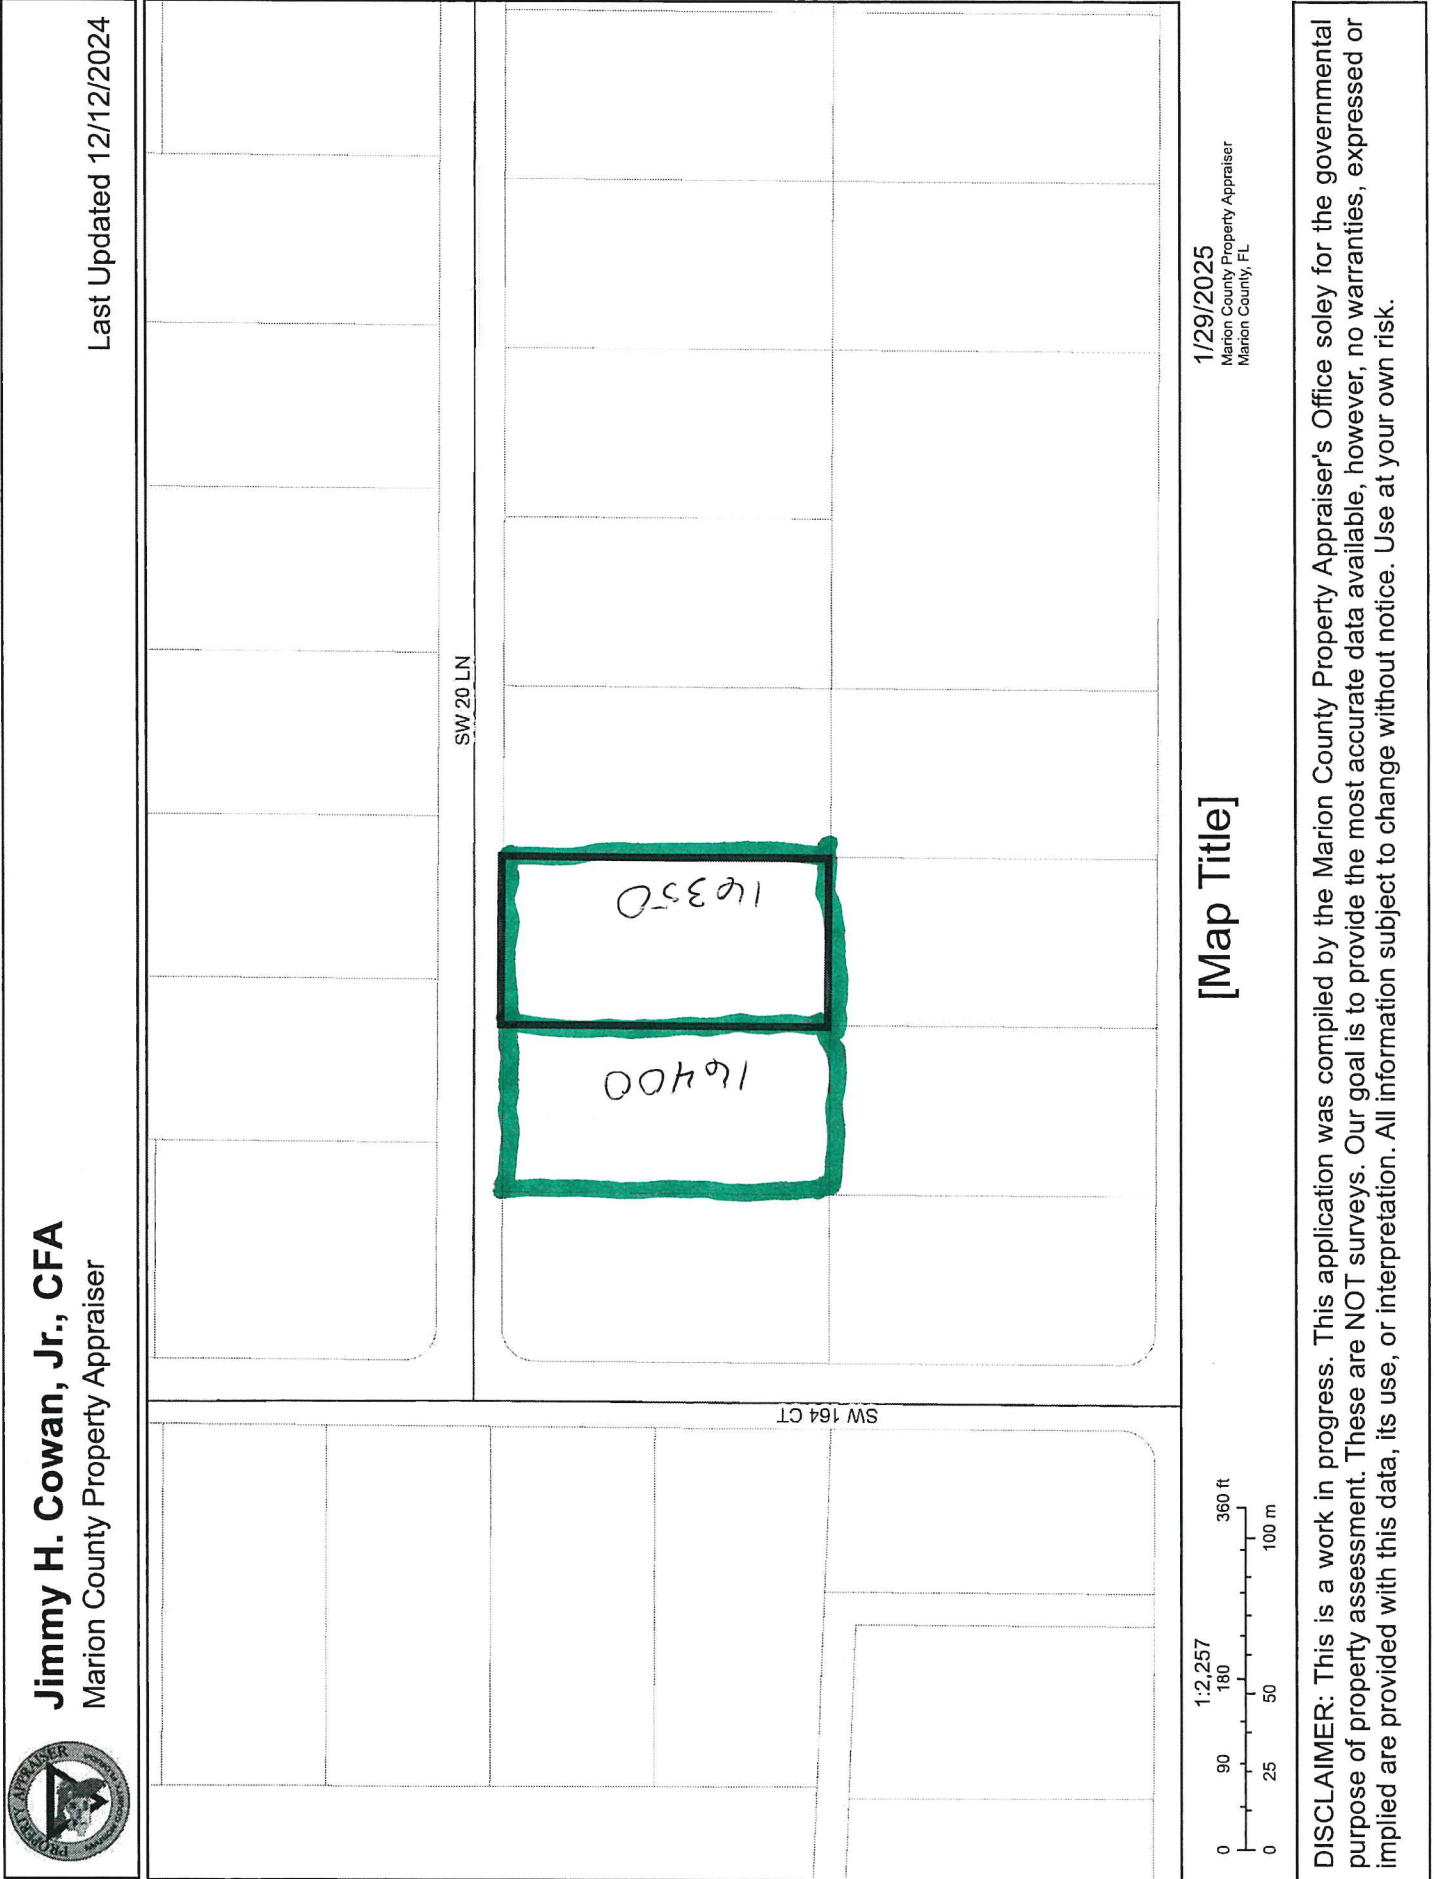 PROPERTY APPRAISER
Jimmy H. Cowan, Jr., CFA
Marion County Property Appraiser
Last Updated 12/12/2024
SW 20 LN
16400
16350
SW 164 CT
1:2,257
0 90 180 360 ft
0 25 50 100 m
[Map Title]
1/29/2025
Marion County Property Appraiser
Marion County, FL
DISCLAIMER: This is a work in progress. This application was compiled by the Marion County Property Appraiser's Office soley for the governmental
purpose of property assessment. These are NOT surveys. Our goal is to provide the most accurate data available, however, no warranties, expressed or
implied are provided with this data, its use, or interpretation. All information subject to change without notice. Use at your own risk.